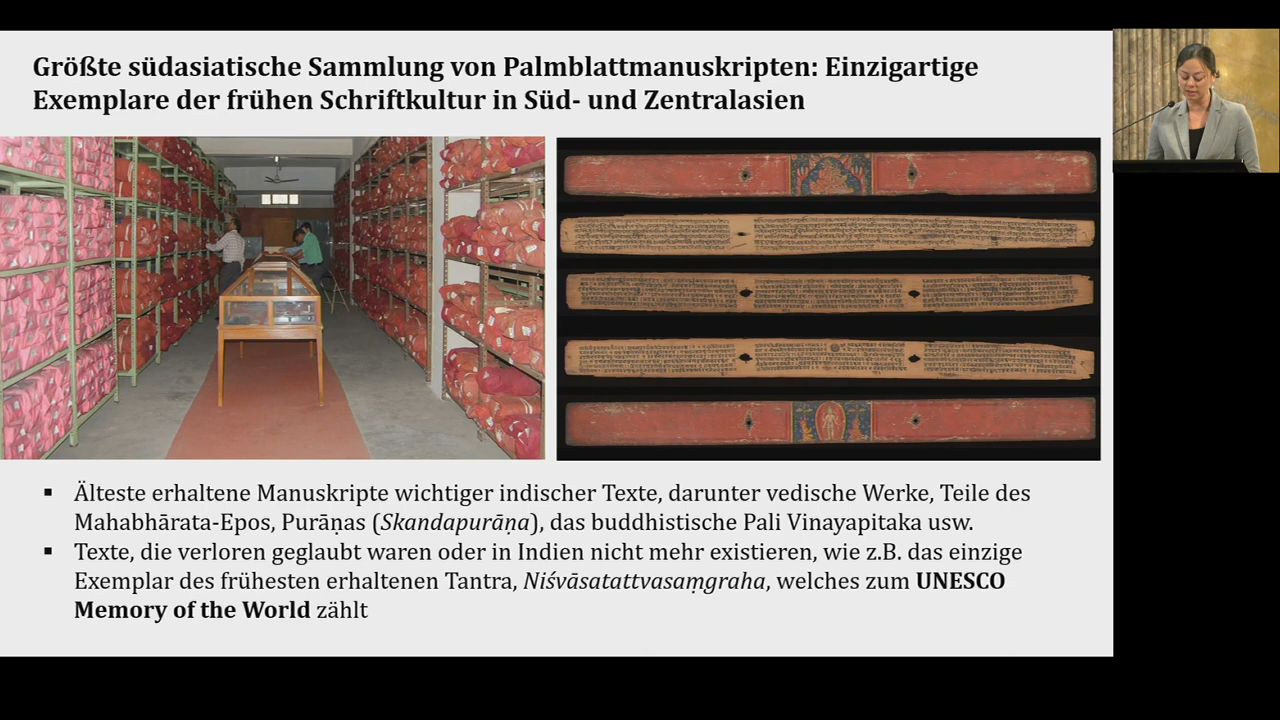 Größte südasiatische Sammlung von Palmblattmanuskripten: Einzigartige
Exemplare der frühen Schriftkultur in Süd- und Zentralasien
▪ Älteste erhaltene Manuskripte wichtiger indischer Texte, darunter vedische Werke, Teile des
Mahabhārata-Epos, Purāṇas (Skandapurāṇa), das buddhistische Pali Vinayapitaka usw.
▪ Texte, die verloren geglaubt waren oder in Indien nicht mehr existieren, wie z.B. das einzige
Exemplar des frühesten erhaltenen Tantra, Niśvāsatattvasaṃgraha, welches zum UNESCO
Memory of the World zählt